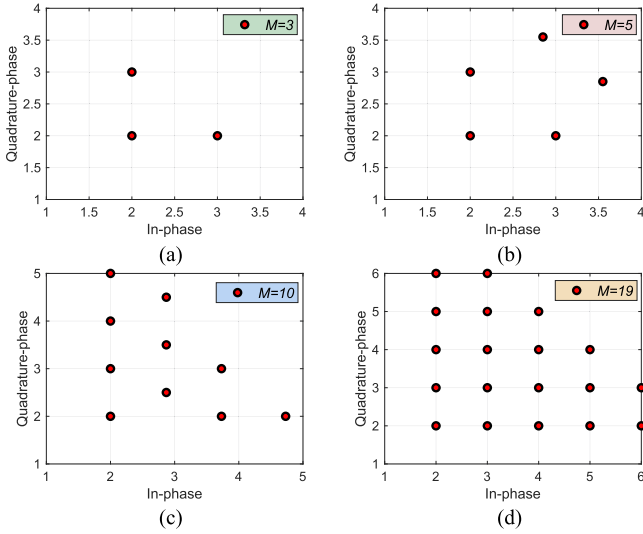 4
3.5
3
2.5
2
1.5
1
Quadrature-phase
M=3
1 1.5 2 2.5 3 3.5 4
In-phase
(a)
4
3.5
3
2.5
2
1.5
1
Quadrature-phase
M=5
1 1.5 2 2.5 3 3.5 4
In-phase
(b)
5
4
3
2
1
Quadrature-phase
M=10
1 2 3 4 5
In-phase
(c)
6
5
4
3
2
1
Quadrature-phase
M=19
1 2 3 4 5 6
In-phase
(d)